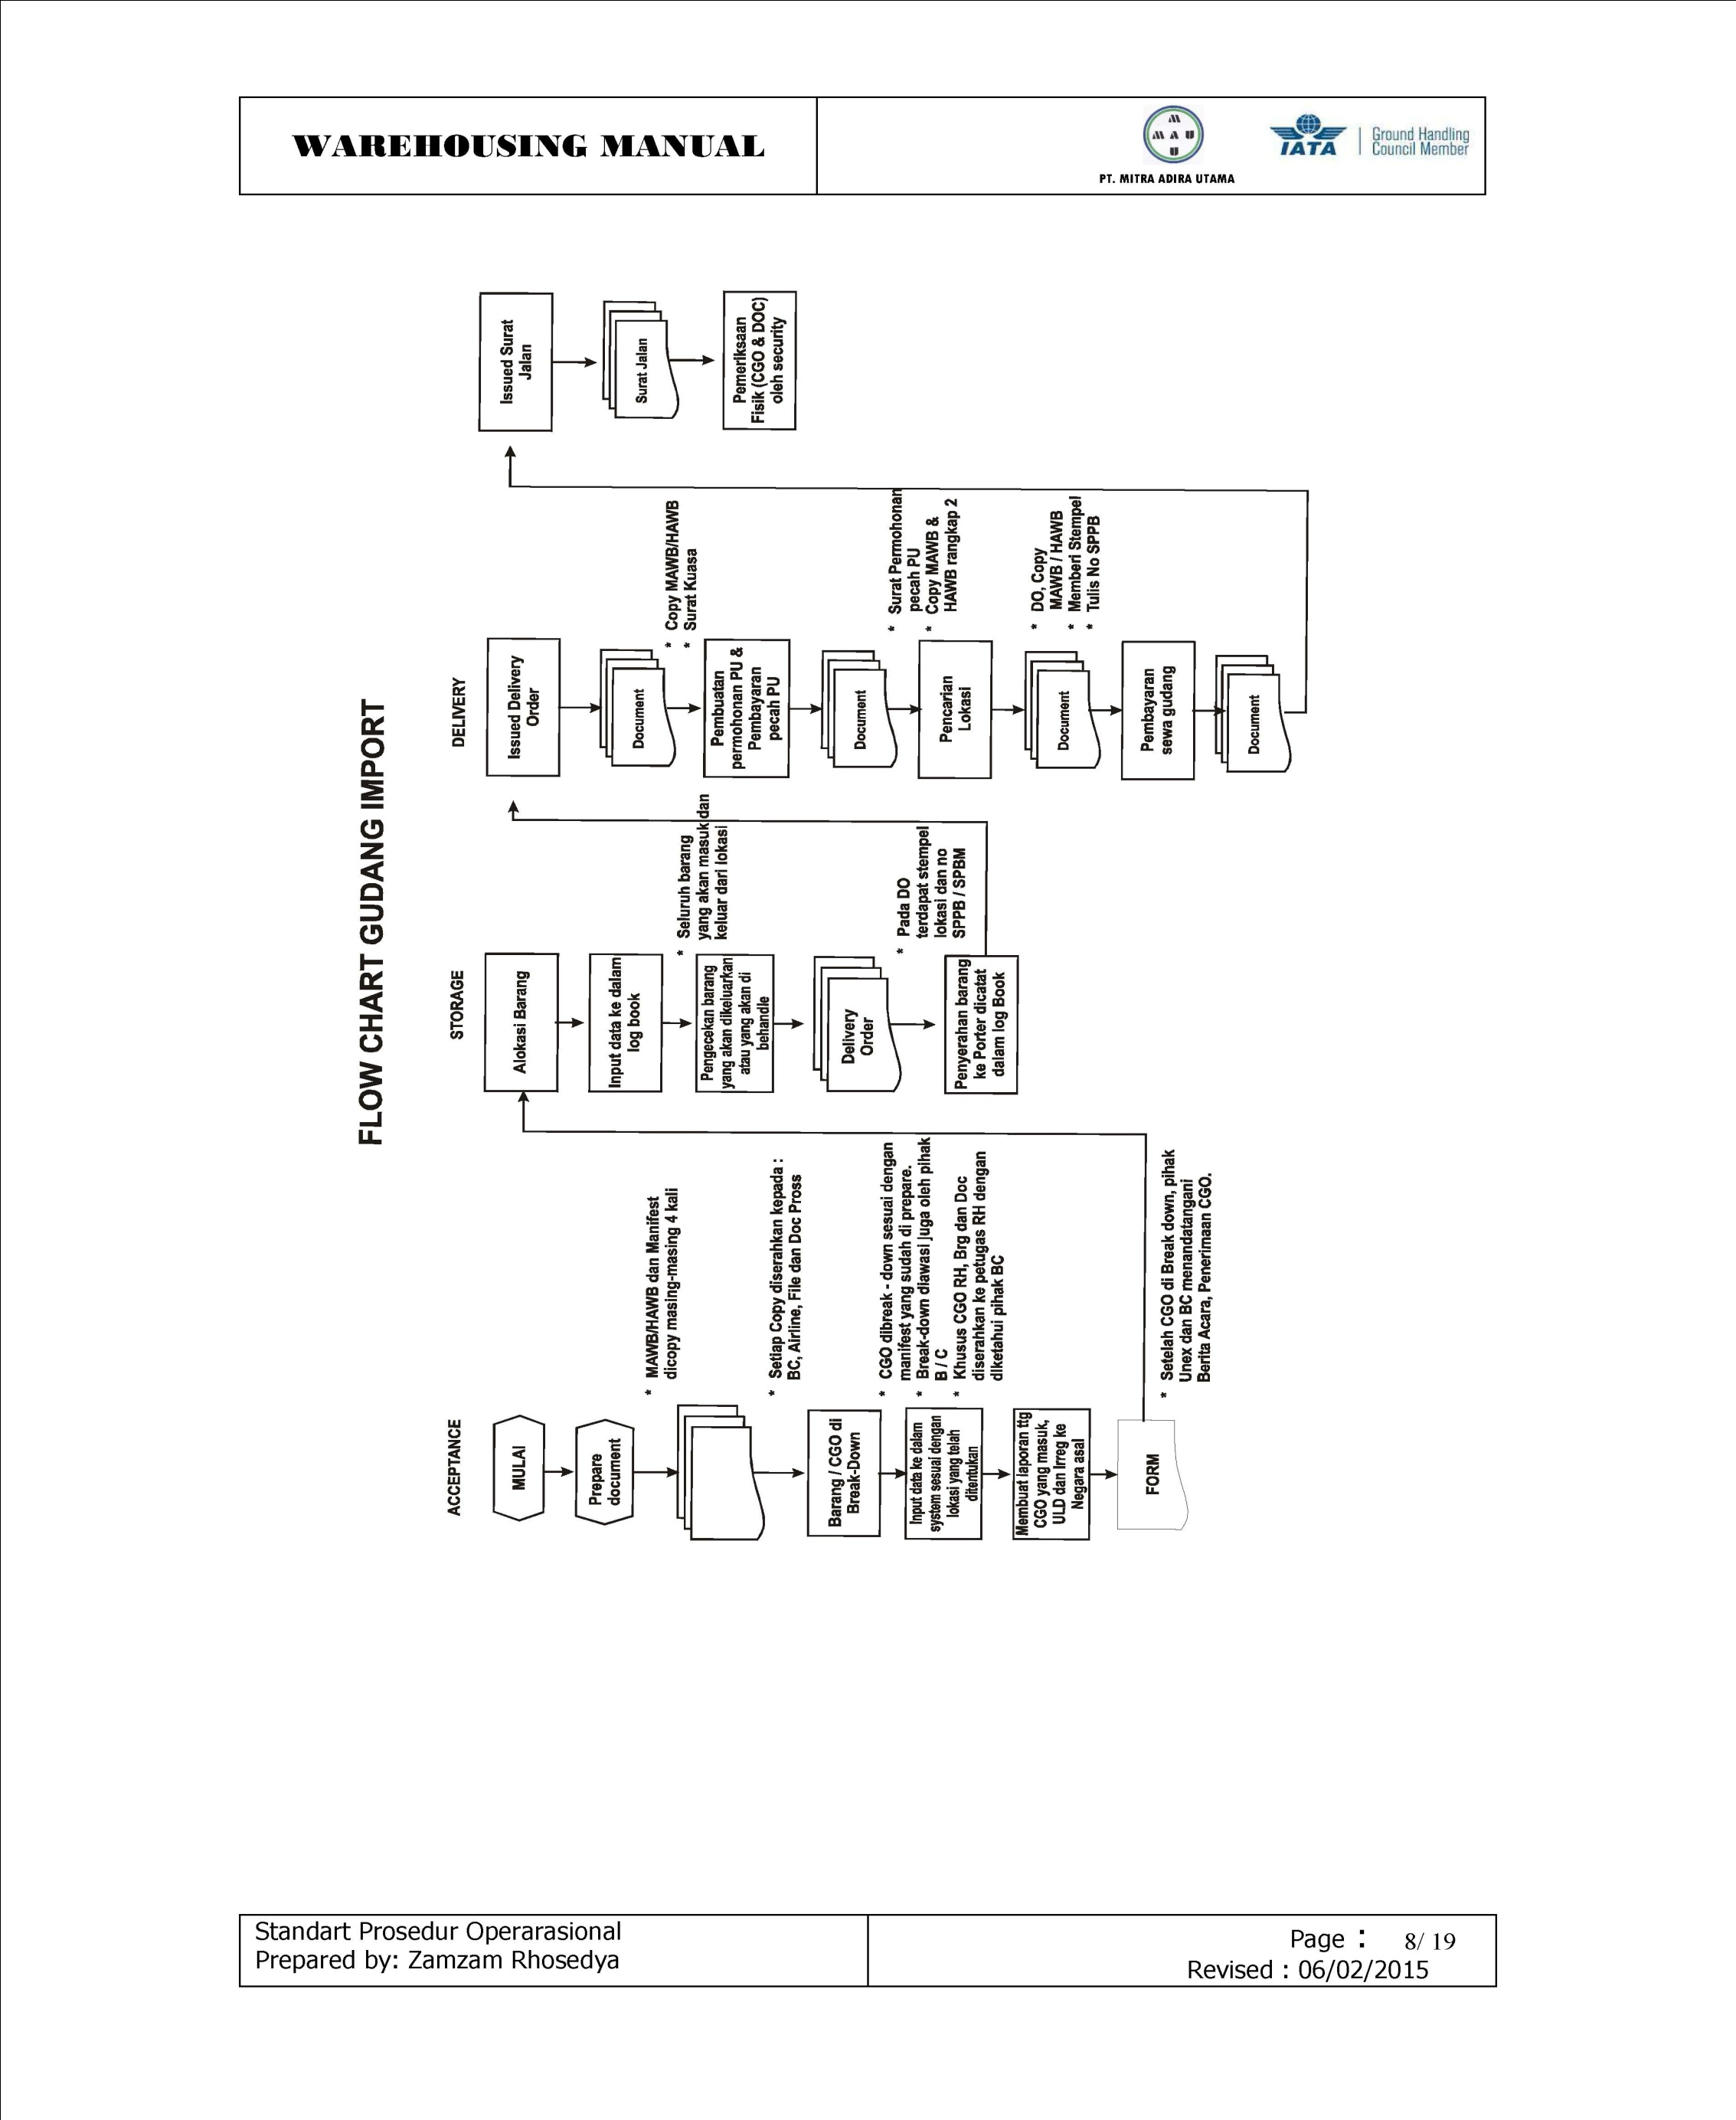 WAREHOUSING MANUAL
M
M A U
U
PT. MITRA ADIRA UTAMA
IATA
Ground Handling
Council Member
FLOW CHART GUDANG IMPORT
ACCEPTANCE
MULAI
Prepare
document
* MAWB/HAWB dan Manifest
dicopy masing-masing 4 kali
* Setiap Copy diserahkan kepada :
BC, Airline, File dan Doc Pross
Barang / CGO di
Break-Down
* CGO dibreak - down sesuai dengan
manifest yang sudah di prepare.
* Break-down diawasi juga oleh pihak
B / C
* Khusus CGO RH, Brg dan Doc
diserahkan ke petugas RH dengan
diketahui pihak BC
Input data ke dalam
system sesuai dengan
lokasi yang telah
ditentukan
Membuat laporan ttg
CGO yang masuk,
ULD dan Irreg ke
Negara asal
FORM
* Setelah CGO di Break down, pihak
Unex dan BC menandatangani
Berita Acara, Penerimaan CGO.
STORAGE
Alokasi Barang
Input data ke dalam
log book
* Seluruh barang
yang akan masuk dan
keluar dari lokasi
Pengecekan barang
yang akan dikeluarkan
atau yang akan di
behandle
Delivery
Order
* Pada DO
terdapat stempel
lokasi dan no
SPPB / SPBM
Penyerahan barang
ke Porter dicatat
dalam log Book
DELIVERY
Issued Delivery
Order
Document
* Copy MAWB/HAWB
* Surat Kuasa
Pembuatan
permohonan PU &
Pembayaran
pecah PU
Document
* Surat Permohonan
pecah PU
* Copy MAWB &
HAWB rangkap 2
Pencarian
Lokasi
Document
* DO, Copy
MAWB / HAWB
* Memberi Stempel
* Tulis No SPPB
Pembayaran
sewa gudang
Document
Issued Surat
Jalan
Surat Jalan
Pemeriksaan
Fisik (CGO & DOC)
oleh security
Standart Prosedur Operarasional
Prepared by: Zamzam Rhosedya
Page : 8/ 19
Revised : 06/02/2015